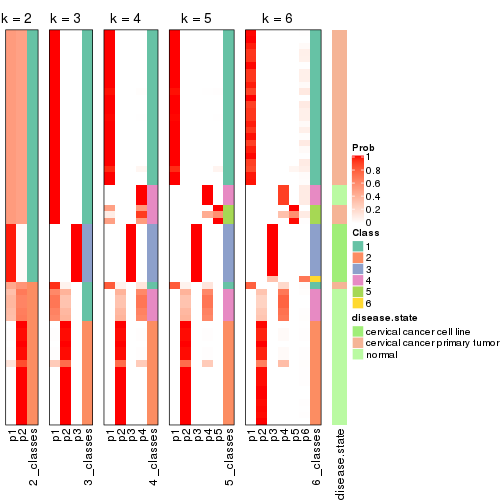 k = 2
k = 3
k = 4
k = 5
k = 6
Prob
1
0.8
0.6
0.4
0.2
0
Class
1
2
3
4
5
6
disease.state
cervical cancer cell line
cervical cancer primary tumor
normal
p1
p2
2_classes
p1
p2
p3
3_classes
p1
p2
p3
p4
4_classes
p1
p2
p3
p4
p5
5_classes
p1
p2
p3
p4
p5
p6
6_classes
disease.state